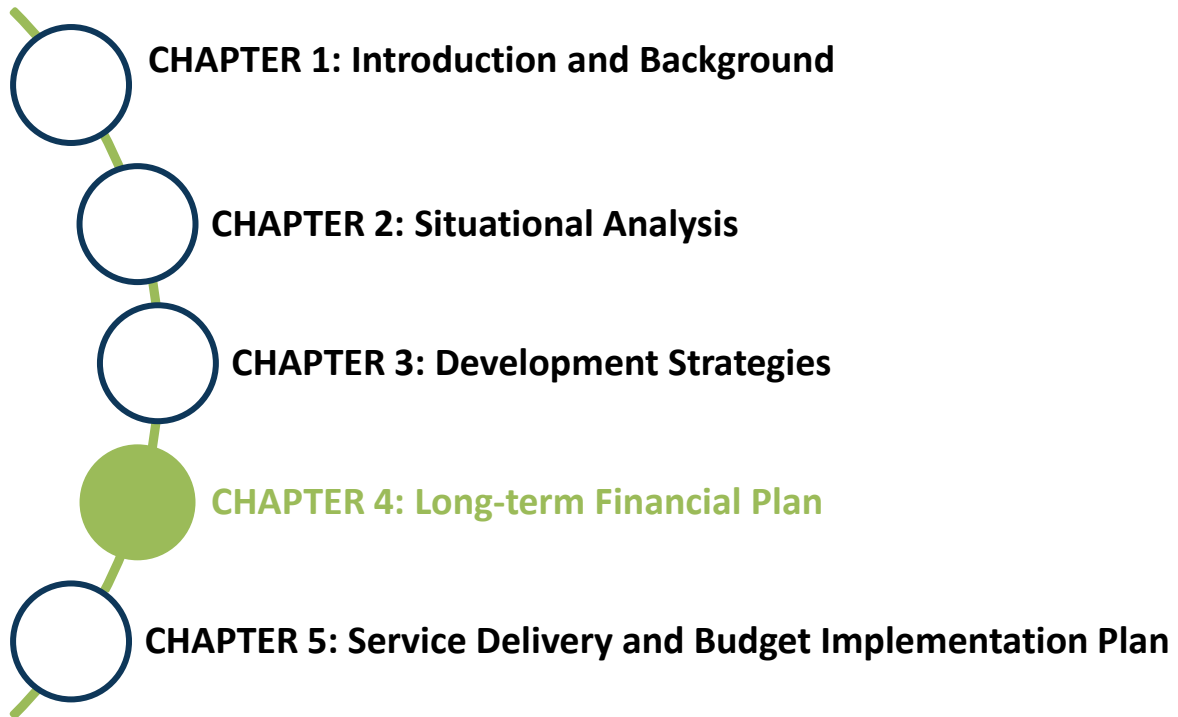 CHAPTER 1: Introduction and Background
CHAPTER 2: Situational Analysis
CHAPTER 3: Development Strategies
CHAPTER 4: Long-term Financial Plan
CHAPTER 5: Service Delivery and Budget Implementation Plan